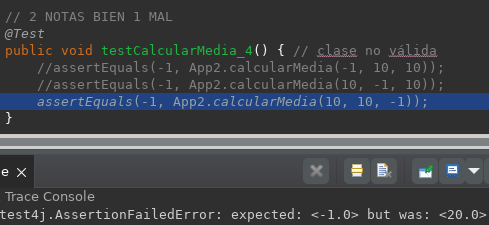 // 2 NOTAS BIEN 1 MAL
@Test
public void testCalcularMedia_4() { // clase no válida
//assertEquals(-1, App2.calcularMedia(-1, 10, 10));
//assertEquals(-1, App2.calcularMedia(10, -1, 10));
assertEquals(-1, App2.calcularMedia(10, 10, -1));
}
e
Trace Console
test4j.AssertionFailedError: expected: <-1.0> but was: <20.0>